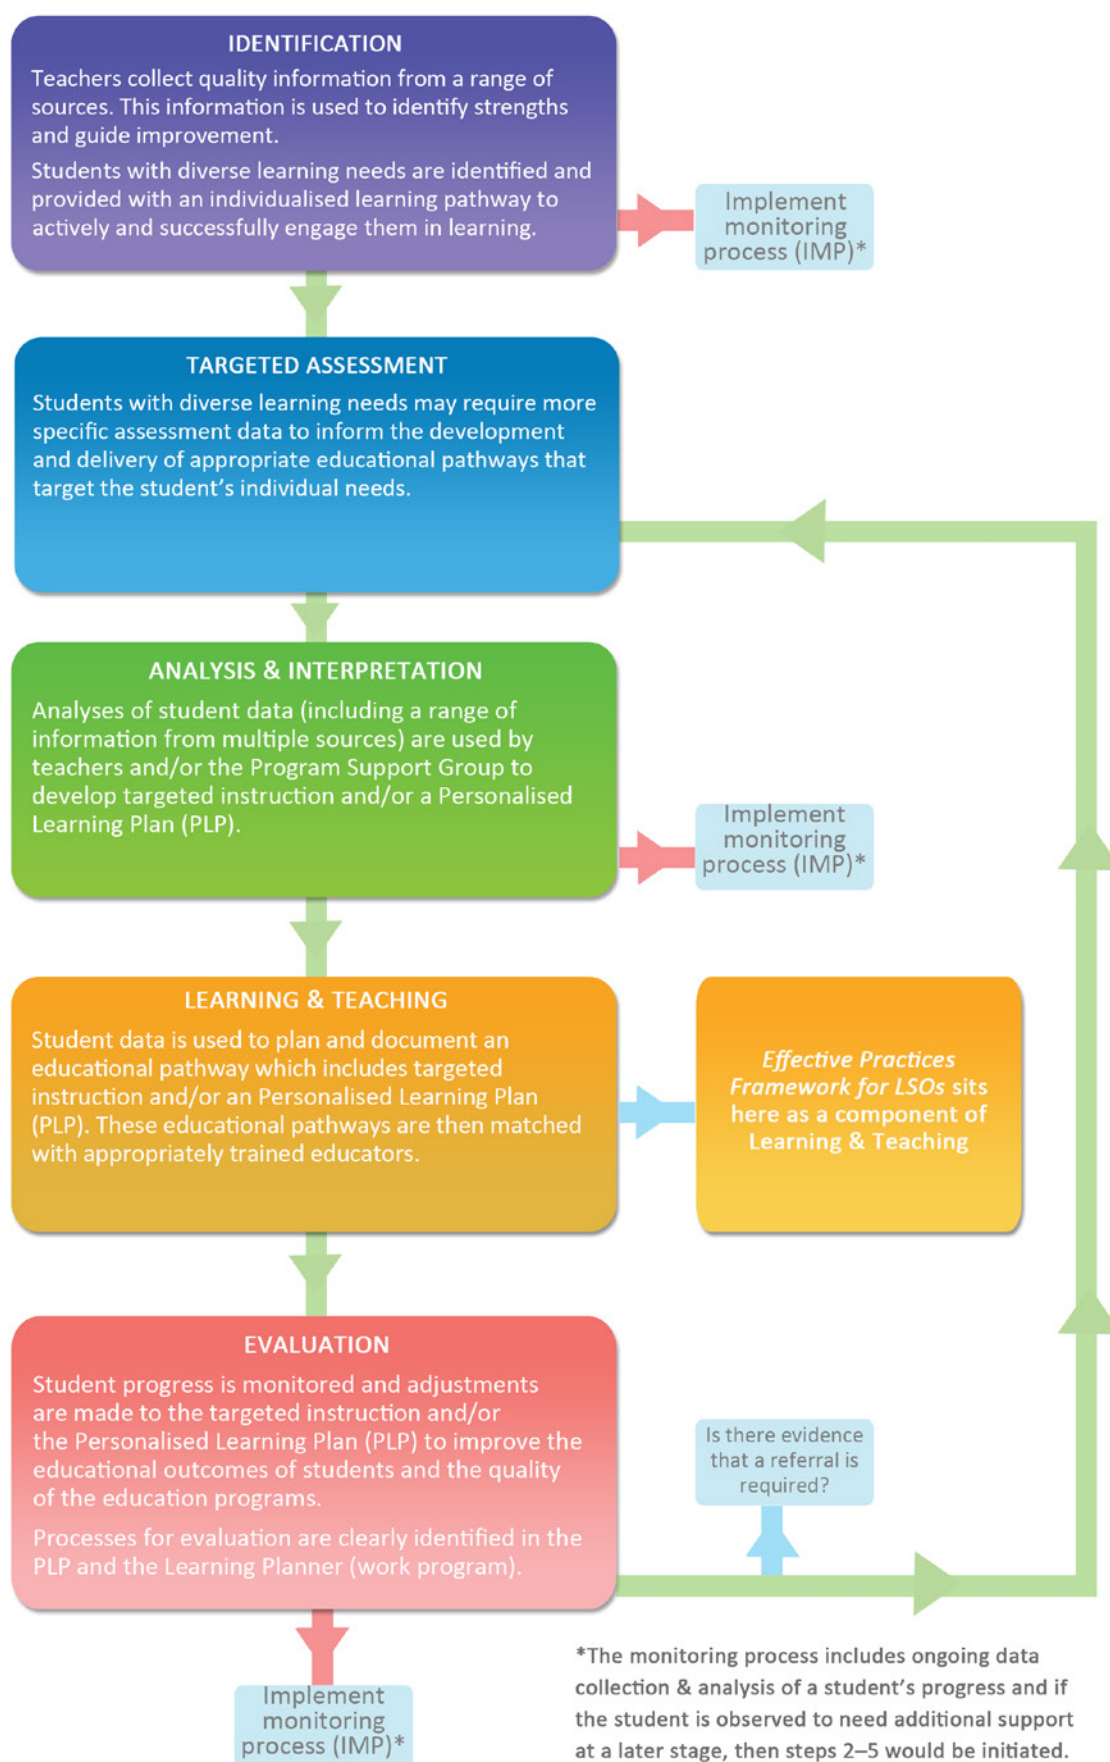 IDENTIFICATION
Teachers collect quality information from a range of
sources. This information is used to identify strengths
and guide improvement.
Students with diverse learning needs are identified and
provided with an individualised learning pathway to
actively and successfully engage them in learning.
Implement
monitoring
process (IMP)*
TARGETED ASSESSMENT
Students with diverse learning needs may require more
specific assessment data to inform the development
and delivery of appropriate educational pathways that
target the student’s individual needs.
ANALYSIS & INTERPRETATION
Analyses of student data (including a range of
information from multiple sources) are used by
teachers and/or the Program Support Group to
develop targeted instruction and/or a Personalised
Learning Plan (PLP).
Implement
monitoring
process (IMP)*
LEARNING & TEACHING
Student data is used to plan and document an
educational pathway which includes targeted
instruction and/or an Personalised Learning Plan
(PLP). These educational pathways are then matched
with appropriately trained educators.
Effective Practices
Framework for LSOs sits
here as a component of
Learning & Teaching
EVALUATION
Student progress is monitored and adjustments
are made to the targeted instruction and/or
the Personalised Learning Plan (PLP) to improve the
educational outcomes of students and the quality
of the education programs.
Processes for evaluation are clearly identified in the
PLP and the Learning Planner (work program).
Is there evidence
that a referral is
required?
Implement
monitoring
process (IMP)*
*The monitoring process includes ongoing data
collection & analysis of a student’s progress and if
the student is observed to need additional support
at a later stage, then steps 2–5 would be initiated.